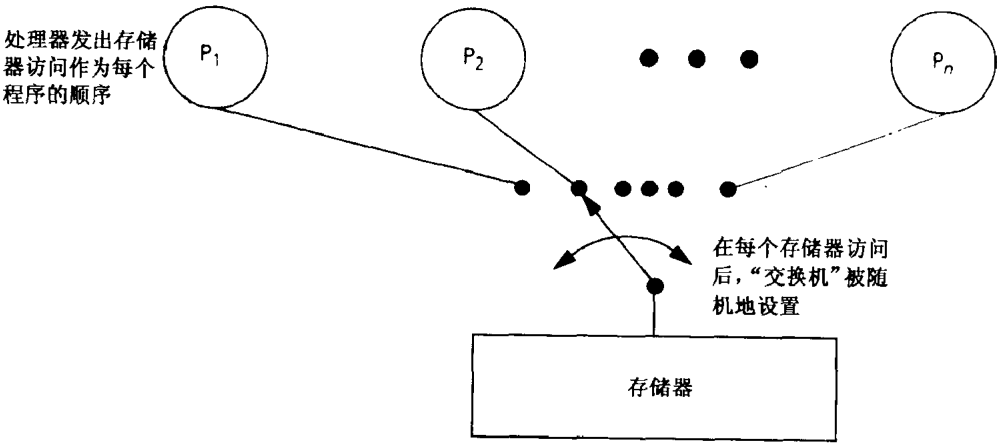 处理器发出存储
器访问作为每个
程序的顺序
P1
P2
Pn
在每个存储器访问
后，“交换机”被随
机地设置
存储器